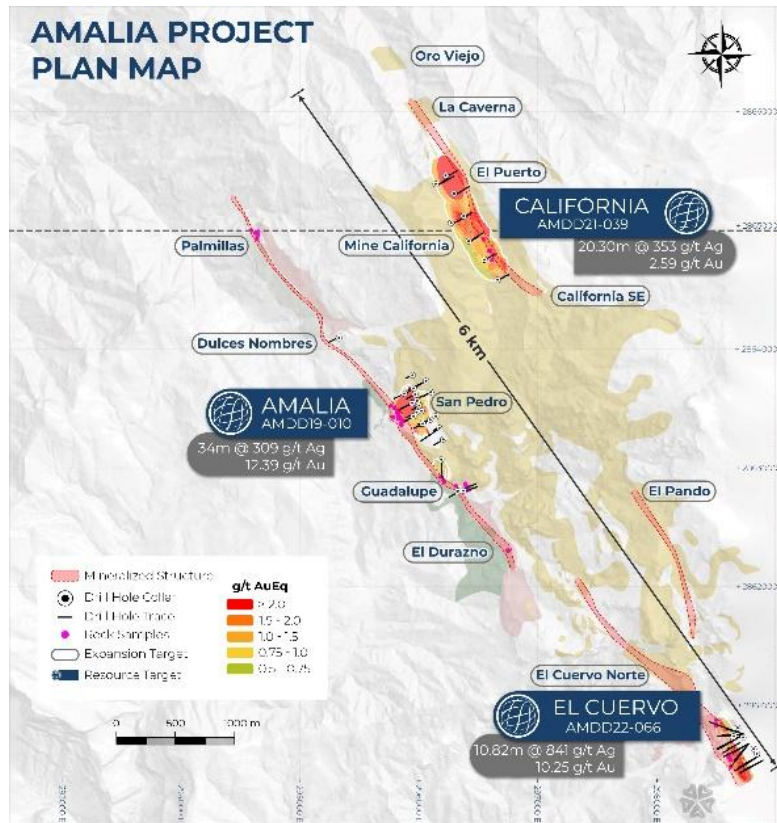 AMALIA PROJECT
PLAN MAP
Oro Viejo
La Caverna
El Puerto
CALIFORNIA
AMDD21-039
20.30m @ 353 g/t Ag
2.59 g/t Au
Palmillas
Mine California
California SE
6 km
Dulces Nombres
AMALIA
AMDD19-010
34m @ 309 g/t Ag
12.39 g/t Au
San Pedro
Guadalupe
El Pando
El Durazno
Mineralized Structure
Drill Hole Collar
Drill Hole Trace
Rock Samples
Expansion Target
Resource Target
g/t AuEq
> 2.0
1.5 - 2.0
1.0 - 1.5
0.75 - 1.0
0.5 - 0.75
0 500 1000 m
El Cuervo Norte
EL CUERVO
AMDD22-066
10.82m @ 841 g/t Ag
10.25 g/t Au